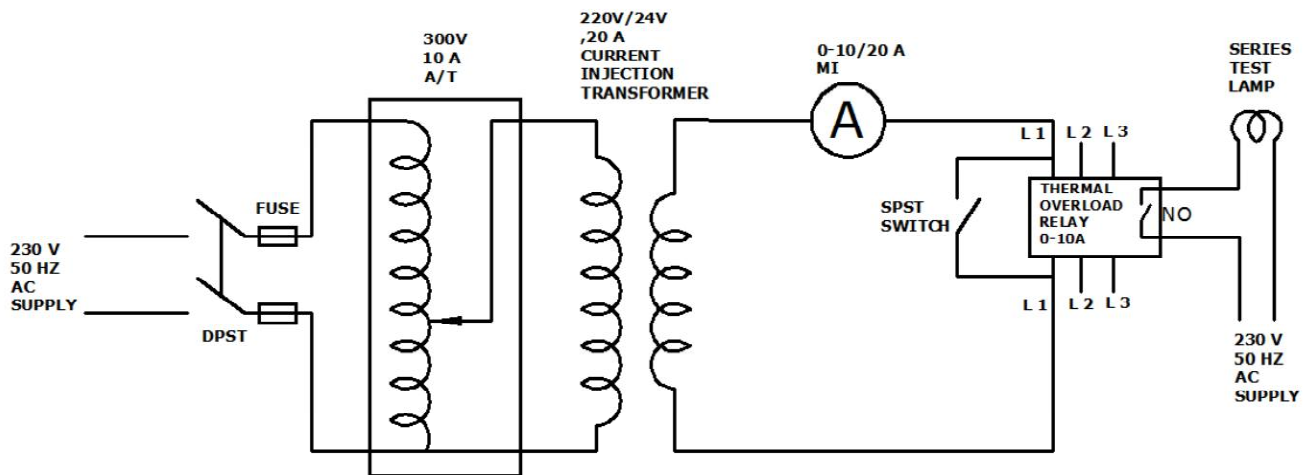 230 V
50 HZ
AC
SUPPLY
DPST
FUSE
300V
10 A
A/T
220V/24V
,20 A
CURRENT
INJECTION
TRANSFORMER
0-10/20 A
MI
A
SPST
SWITCH
L 1 L 2 L 3
THERMAL
OVERLOAD
RELAY
0-10A
NO
L 1 L 2 L 3
SERIES
TEST
LAMP
230 V
50 HZ
AC
SUPPLY